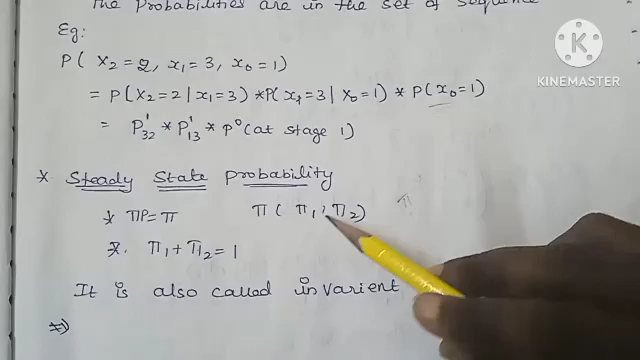 The Probabilities are in the set of sequence
Eg:
P( X₂=2, x₁=3, x₀=1)
= P(X₂=2|x₁=3) *P(x₁=3|x₀=1) * P(x₀=1)
= P¹₃₂ * P¹₁₃ * P⁰(at stage 1)
* Steady State Probability
* πP=π π( π₁, π₂)
*. π₁+π₂=1
It is also called invarient
⇒
K
KINEMASTER